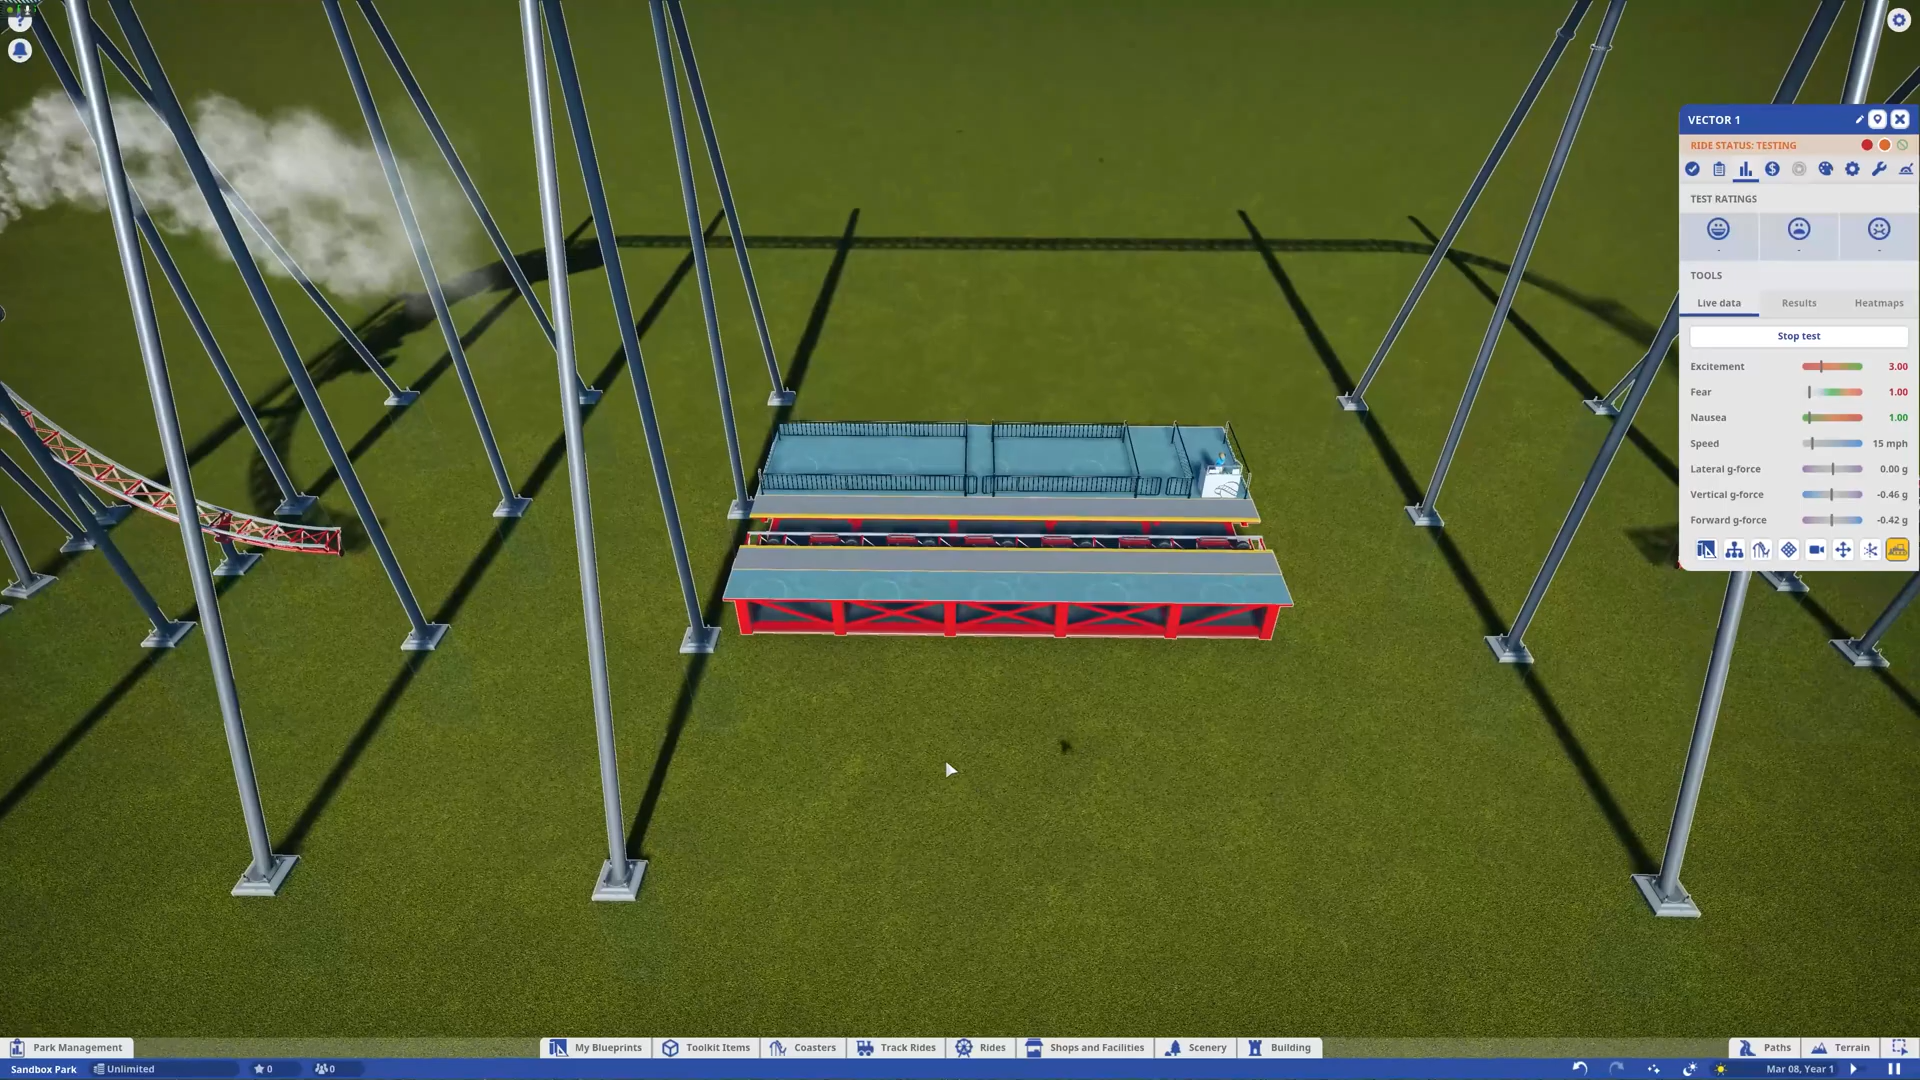 ?
VECTOR 1
RIDE STATUS: TESTING
TEST RATINGS
- - -
TOOLS
Live data Results Heatmaps
Stop test
Excitement 3.00
Fear 1.00
Nausea 1.00
Speed 15 mph
Lateral g-force 0.00 g
Vertical g-force -0.46 g
Forward g-force -0.42 g
Park Management My Blueprints Toolkit Items Coasters Track Rides Rides Shops and Facilities Scenery Building Paths Terrain
Sandbox Park Unlimited 0 0 Mar 08, Year 1